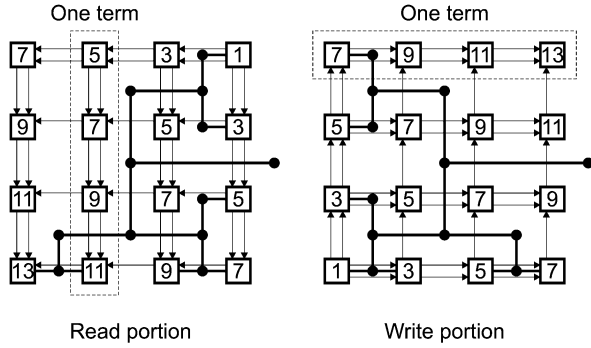 One term One term
7 5 3 1 7 9 11 13
9 7 5 3 5 7 9 11
11 9 7 5 3 5 7 9
13 11 9 7 1 3 5 7
Read portion Write portion